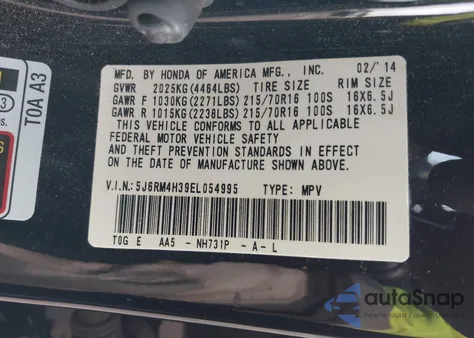 MFD. BY HONDA OF AMERICA MFG., INC. 02/'14
GVWR 2025KG(4464LBS) TIRE SIZE RIM SIZE
GAWR F 1030KG(2271LBS)215/70R16 100S 16X6.5J
GAWR R 1015KG(2238LBS)215/70R16 100S 16X6.5J
THIS VEHICLE CONFORMS TO ALL APPLICABLE
FEDERAL MOTOR VEHICLE SAFETY
AND THEFT PREVENTION STANDARDS IN EFFECT
ON THE DATE OF MANUFACTURE SHOWN ABOVE.
V.I.N: 5J6RM4H39EL054995 TYPE: MPV
T0G E AA5 - NH731P - A - L
T0A A3
autoSnap